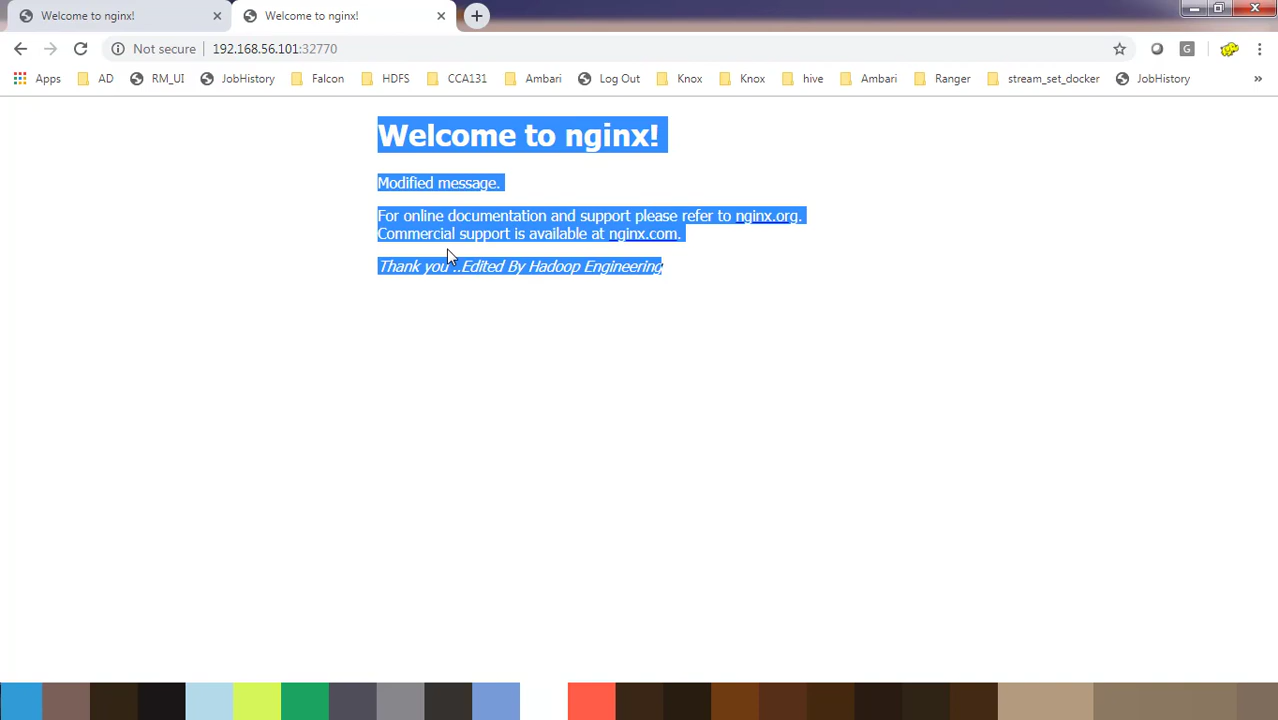 Welcome to nginx!
Welcome to nginx!
Not secure
192.168.56.101:32770
G
Apps
AD
RM_UI
JobHistory
Falcon
HDFS
CCA131
Ambari
Log Out
Knox
Knox
hive
Ambari
Ranger
stream_set_docker
JobHistory
»
Welcome to nginx!
Modified message.
For online documentation and support please refer to nginx.org.
Commercial support is available at nginx.com.
Thank you ..Edited By Hadoop Engineering